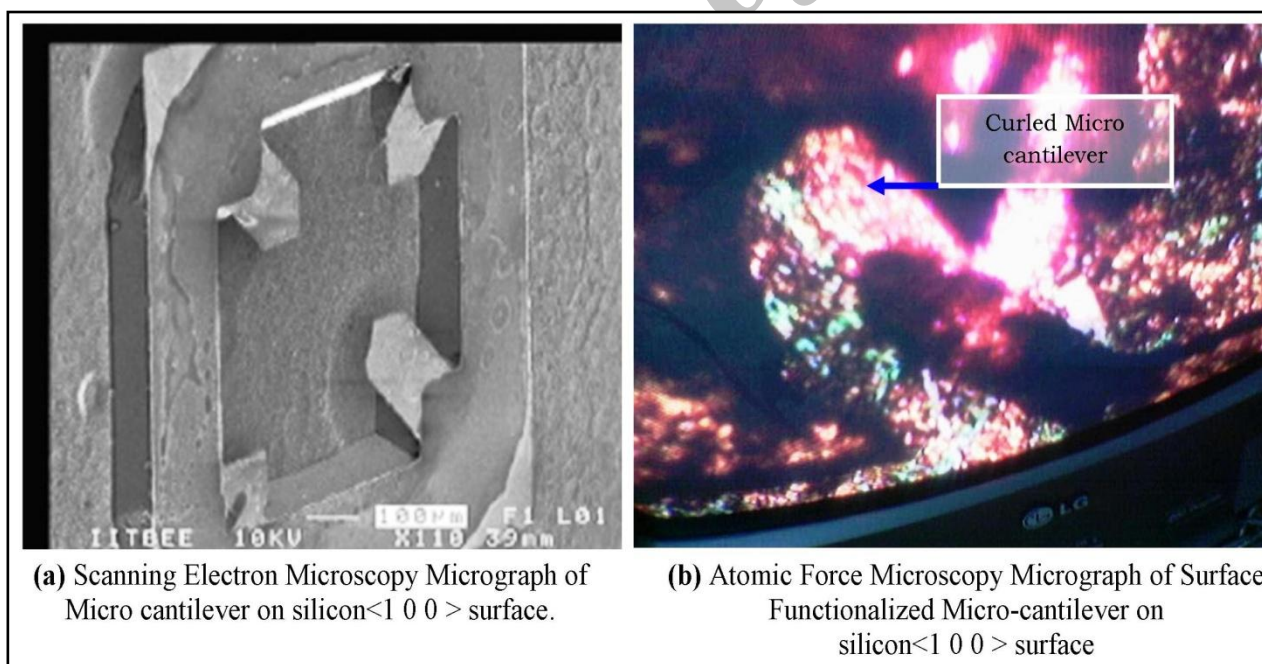 Curled Micro
cantilever
IITBEE 10KV X110 100μm 39mm F1 L01
LG
(a) Scanning Electron Microscopy Micrograph of
Micro cantilever on silicon<1 0 0 > surface.
(b) Atomic Force Microscopy Micrograph of Surface
Functionalized Micro-cantilever on
silicon<1 0 0 > surface